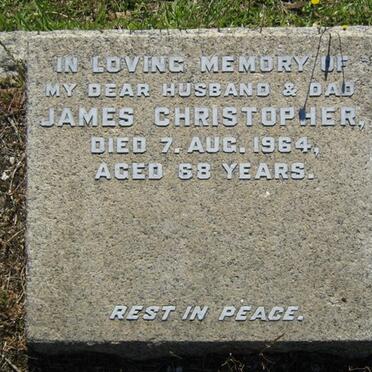 IN LOVING MEMORY OF
MY DEAR HUSBAND & DAD
JAMES CHRISTOPHER,
DIED 7. AUG. 1964,
AGED 68 YEARS.
REST IN PEACE.